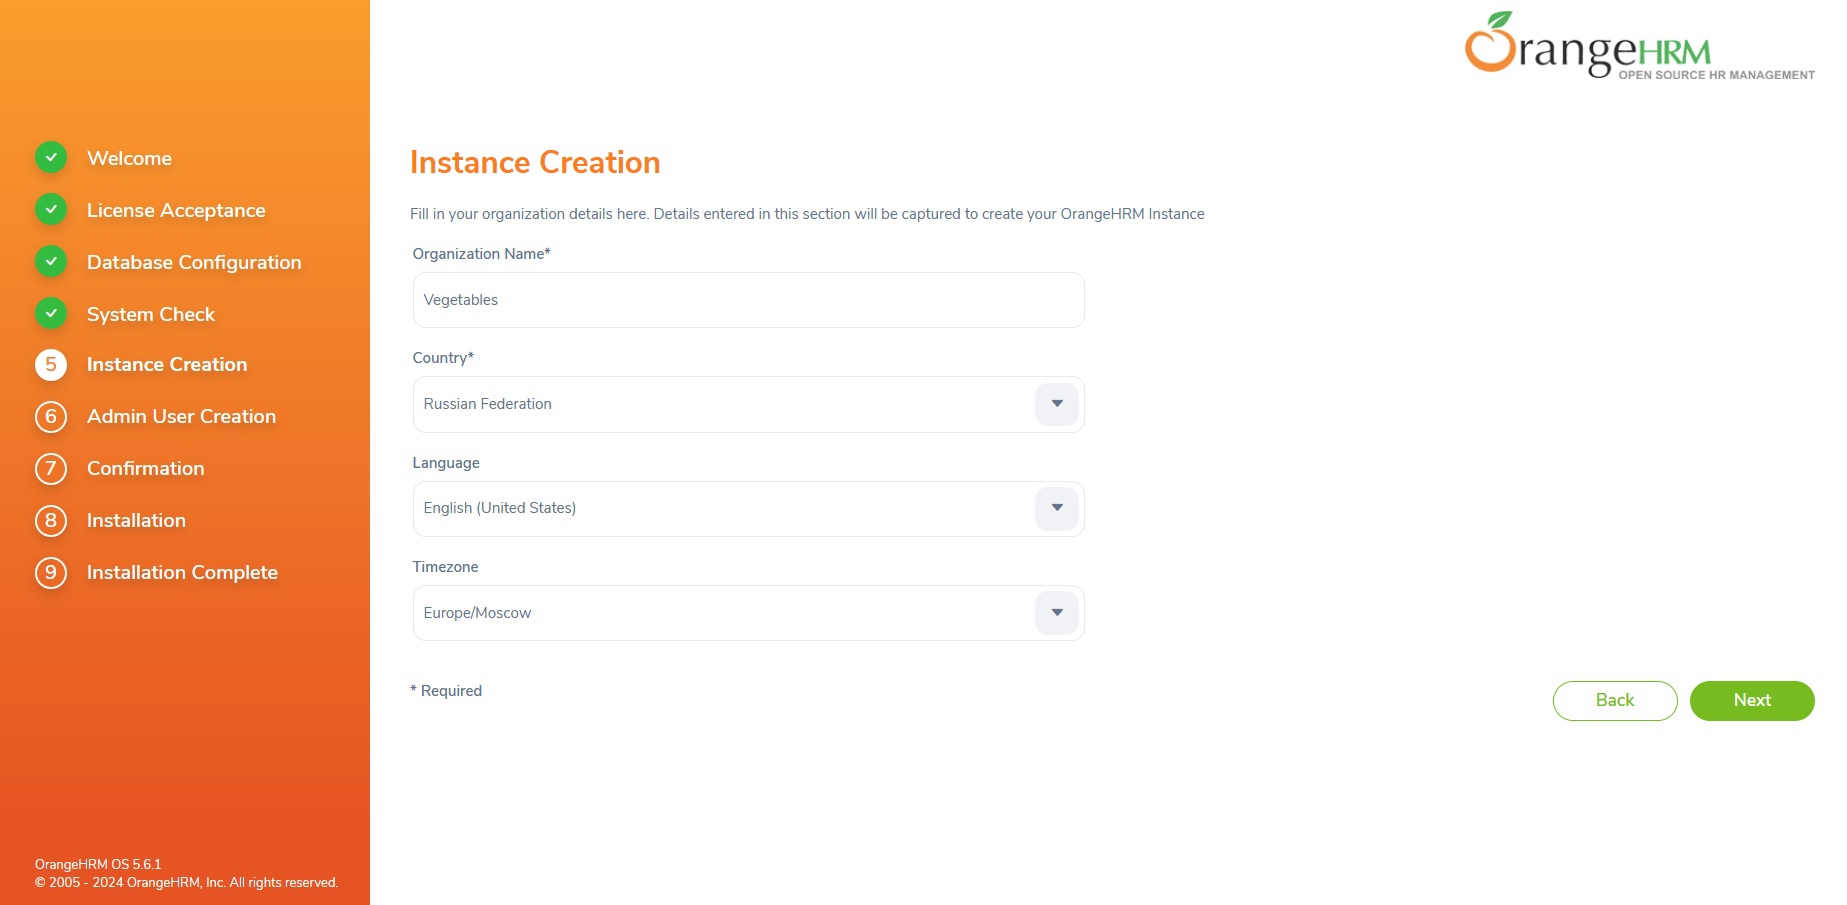 OrangeHRM
OPEN SOURCE HR MANAGEMENT
Welcome
License Acceptance
Database Configuration
System Check
5 Instance Creation
6 Admin User Creation
7 Confirmation
8 Installation
9 Installation Complete
OrangeHRM OS 5.6.1
© 2005 - 2024 OrangeHRM, Inc. All rights reserved.
Instance Creation
Fill in your organization details here. Details entered in this section will be captured to create your OrangeHRM Instance
Organization Name*
Vegetables
Country*
Russian Federation
Language
English (United States)
Timezone
Europe/Moscow
* Required
Back
Next